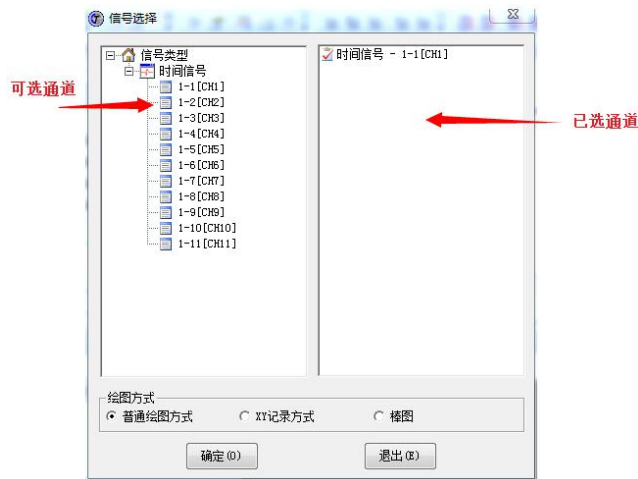 信号选择
信号类型
时间信号
1-1[CH1]
1-2[CH2]
1-3[CH3]
1-4[CH4]
1-5[CH5]
1-6[CH6]
1-7[CH7]
1-8[CH8]
1-9[CH9]
1-10[CH10]
1-11[CH11]
时间信号 - 1-1[CH1]
可选通道
已选通道
绘图方式
普通绘图方式 XY记录方式 棒图
确定(O) 退出(E)